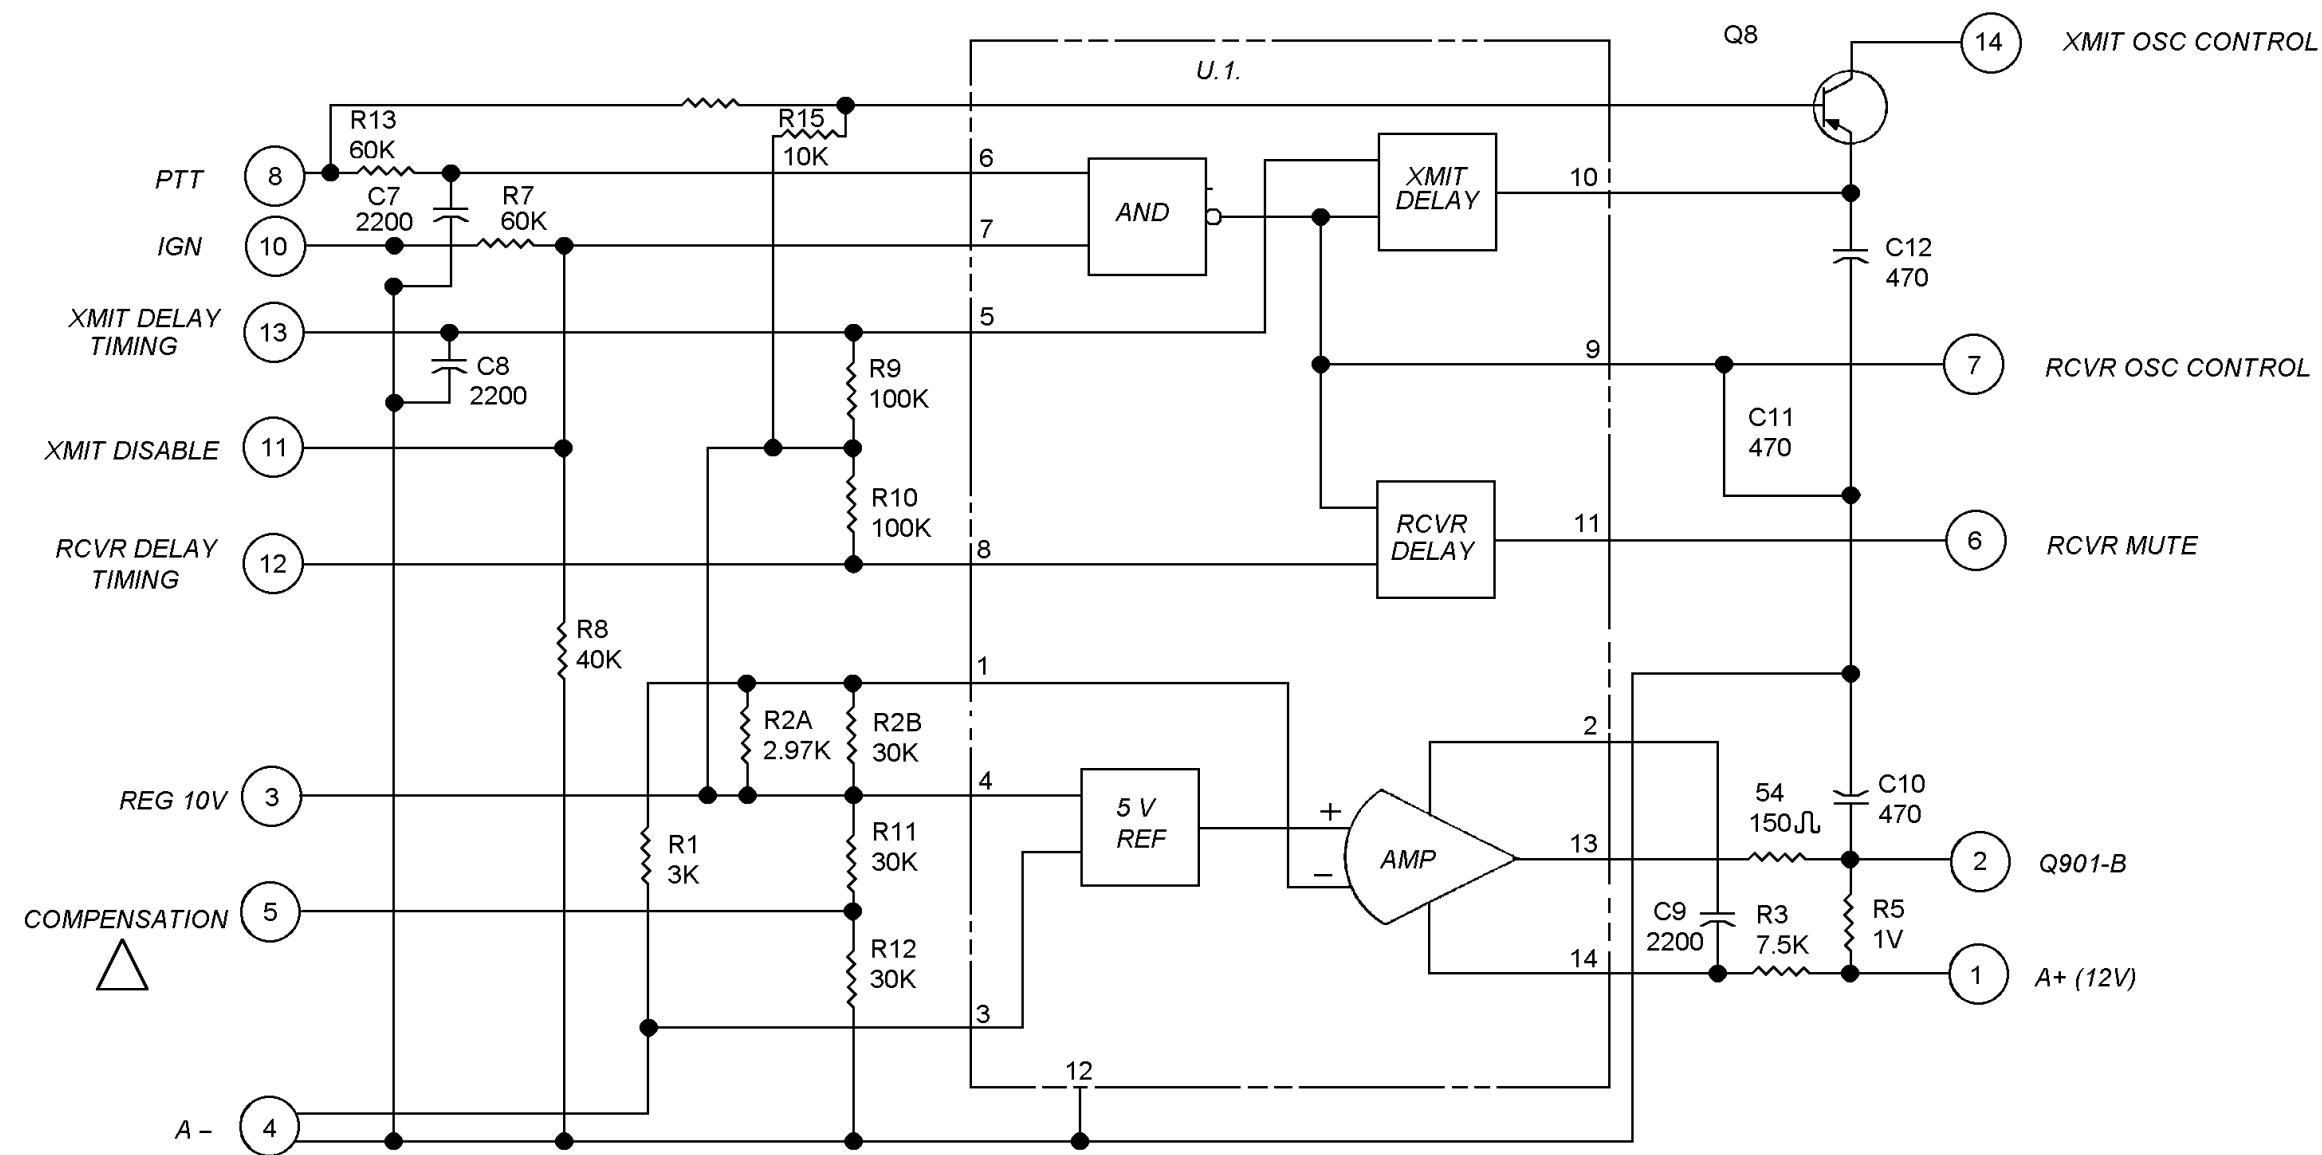 Q8
14
XMIT OSC CONTROL
U.1.
R13
60K
R15
10K
PTT
8
6
C7
2200
R7
60K
IGN
10
7
AND
XMIT
DELAY
10
C12
470
XMIT DELAY
TIMING
13
5
C8
2200
R9
100K
9
7
RCVR OSC CONTROL
C11
470
XMIT DISABLE
11
R10
100K
RCVR DELAY
TIMING
12
8
RCVR
DELAY
11
6
RCVR MUTE
R8
40K
1
R2A
2.97K
R2B
30K
2
REG 10V
3
4
5 V
REF
+
−
AMP
13
54
150
C10
470
2
Q901-B
R1
3K
R11
30K
COMPENSATION
5
R12
30K
C9
2200
R3
7.5K
R5
1V
14
1
A+ (12V)
3
12
A –
4